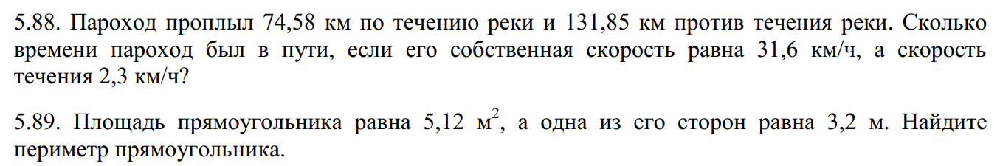 5.88. Пароход проплыл 74,58 км по течению реки и 131,85 км против течения реки. Сколько
времени пароход был в пути, если его собственная скорость равна 31,6 км/ч, а скорость
течения 2,3 км/ч?
5.89. Площадь прямоугольника равна 5,12 м², а одна из его сторон равна 3,2 м. Найдите
периметр прямоугольника.